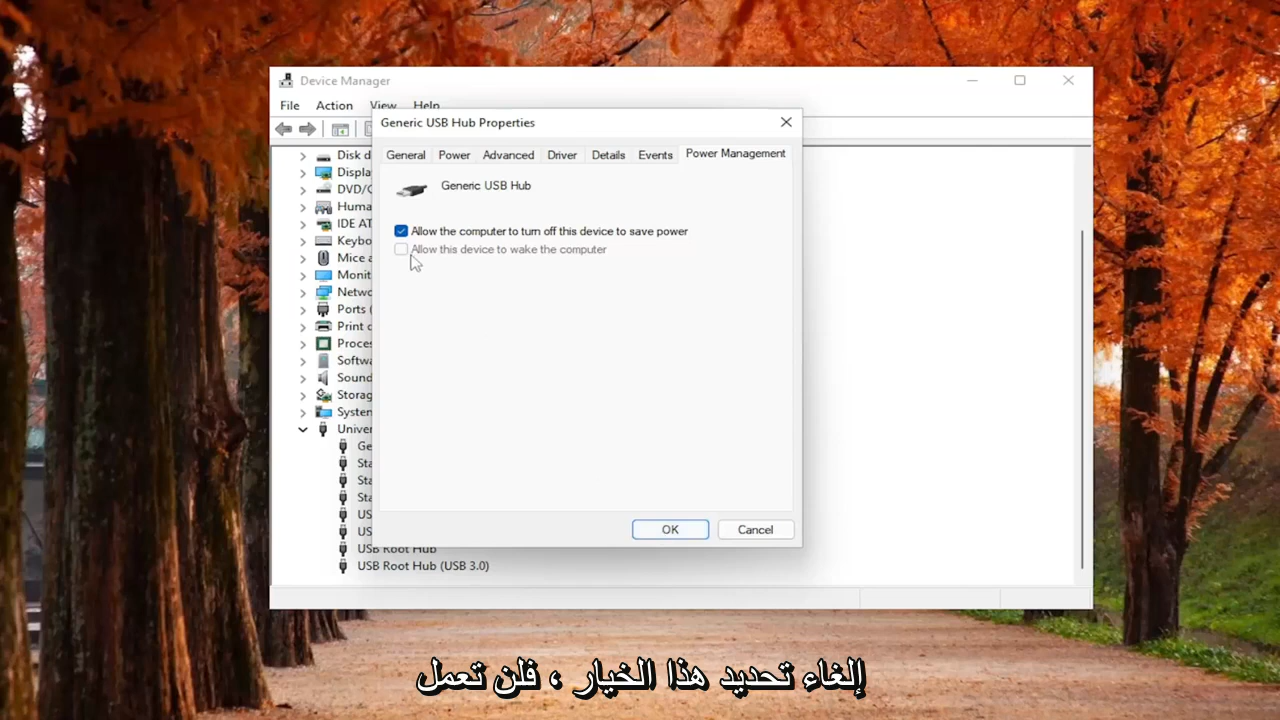 Device Manager
File Action View Help
Generic USB Hub Properties
General Power Advanced Driver Details Events Power Management
Generic USB Hub
Allow the computer to turn off this device to save power
Allow this device to wake the computer
Disk d
Displa
DVD/C
Huma
IDE AT
Keybo
Mice a
Monit
Netwo
Ports (
Print q
Proces
Softwa
Sound
Storag
System
Univer
Ge
Sta
Sta
Sta
US
US
USB Root Hub
USB Root Hub (USB 3.0)
OK Cancel
إلغاء تحديد هذا الخيار ، فلن تعمل